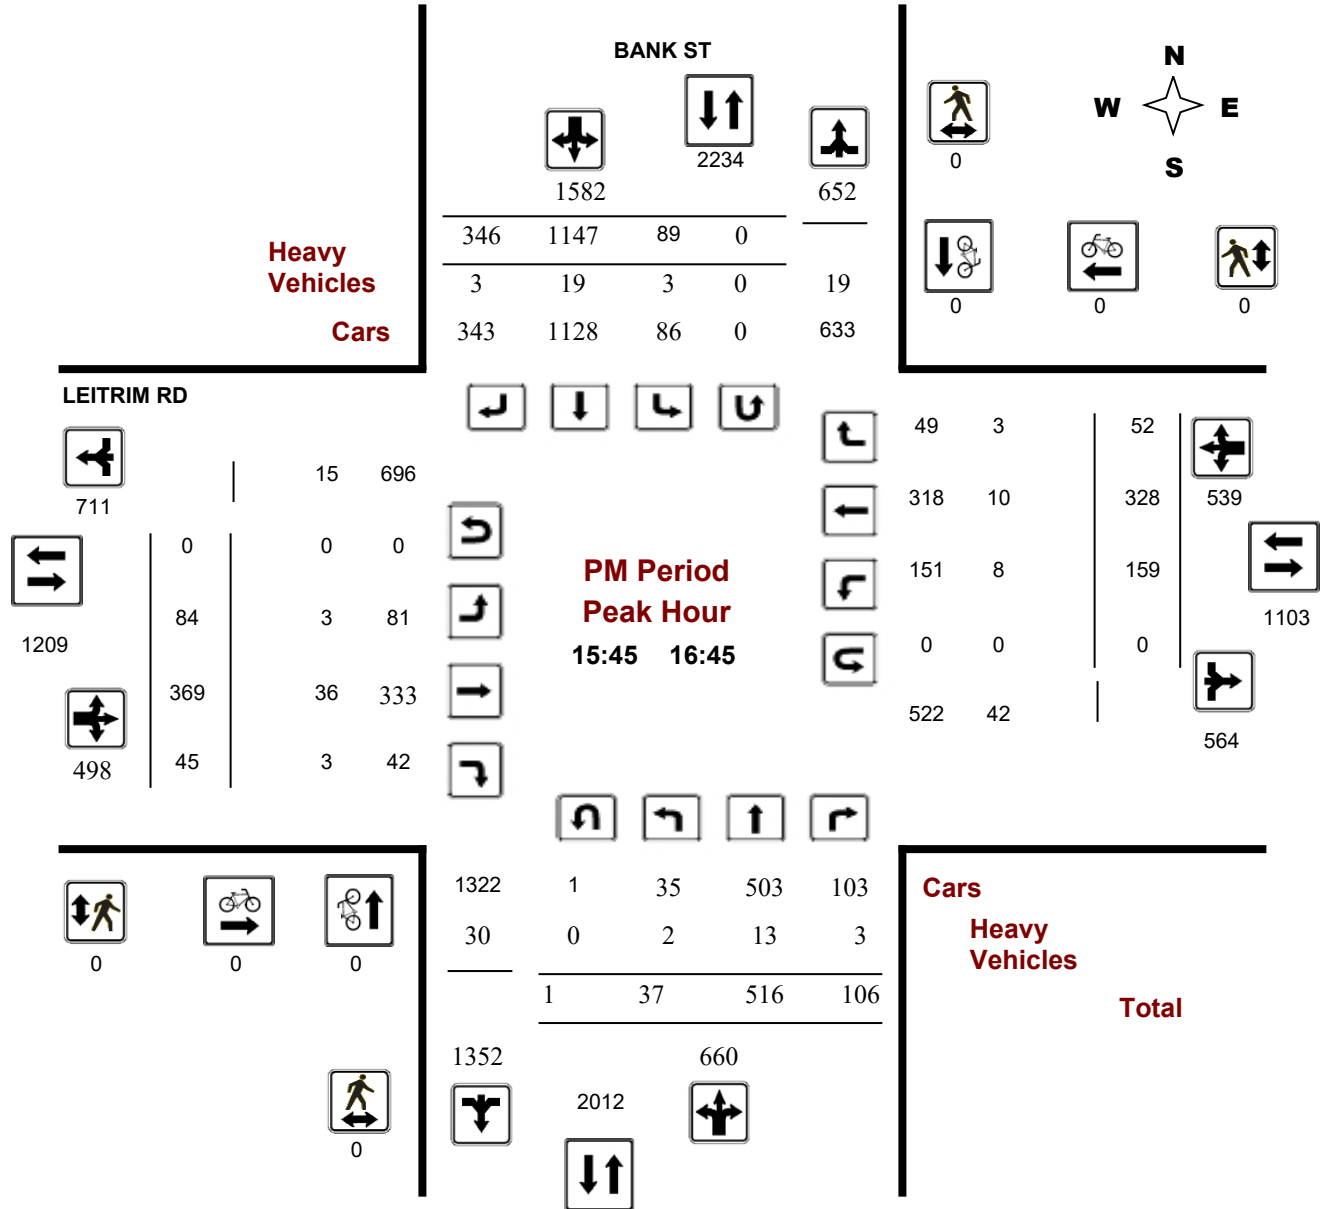 BANK ST
N
W E
S
2234
0
1582 652
346 1147 89 0
Heavy
Vehicles 3 19 3 0 19
0 0 0
Cars 343 1128 86 0 633
LEITRIM RD
49 3 52
15 696
711 318 10 328 539
0 0 0
PM Period
151 8 159
Peak Hour
84 3 81 1103
1209 15:45 16:45 0 0 0
369 36 333
522 42
564
498 45 3 42
1322 1 35 503 103 Cars
30 0 2 13 3 Heavy
Vehicles
0 0 0
1 37 516 106 Total
1352 660
2012
0